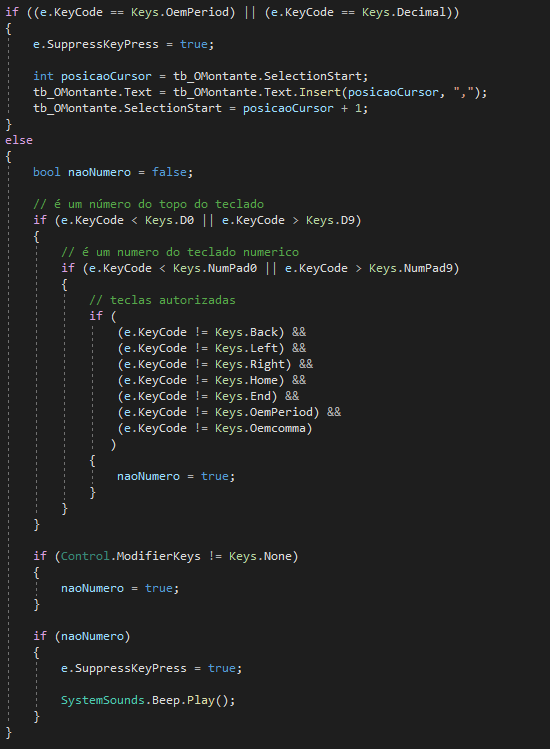 if ((e.KeyCode == Keys.OemPeriod) || (e.KeyCode == Keys.Decimal))
{
    e.SuppressKeyPress = true;

    int posicaoCursor = tb_OMontante.SelectionStart;
    tb_OMontante.Text = tb_OMontante.Text.Insert(posicaoCursor, ",");
    tb_OMontante.SelectionStart = posicaoCursor + 1;
}
else
{
    bool naoNumero = false;

    // é um número do topo do teclado
    if (e.KeyCode < Keys.D0 || e.KeyCode > Keys.D9)
    {
        // é um numero do teclado numerico
        if (e.KeyCode < Keys.NumPad0 || e.KeyCode > Keys.NumPad9)
        {
            // teclas autorizadas
            if (
                (e.KeyCode != Keys.Back) &&
                (e.KeyCode != Keys.Left) &&
                (e.KeyCode != Keys.Right) &&
                (e.KeyCode != Keys.Home) &&
                (e.KeyCode != Keys.End) &&
                (e.KeyCode != Keys.OemPeriod) &&
                (e.KeyCode != Keys.Oemcomma)
               )
            {
                naoNumero = true;
            }
        }
    }

    if (Control.ModifierKeys != Keys.None)
    {
        naoNumero = true;
    }

    if (naoNumero)
    {
        e.SuppressKeyPress = true;

        SystemSounds.Beep.Play();
    }
}